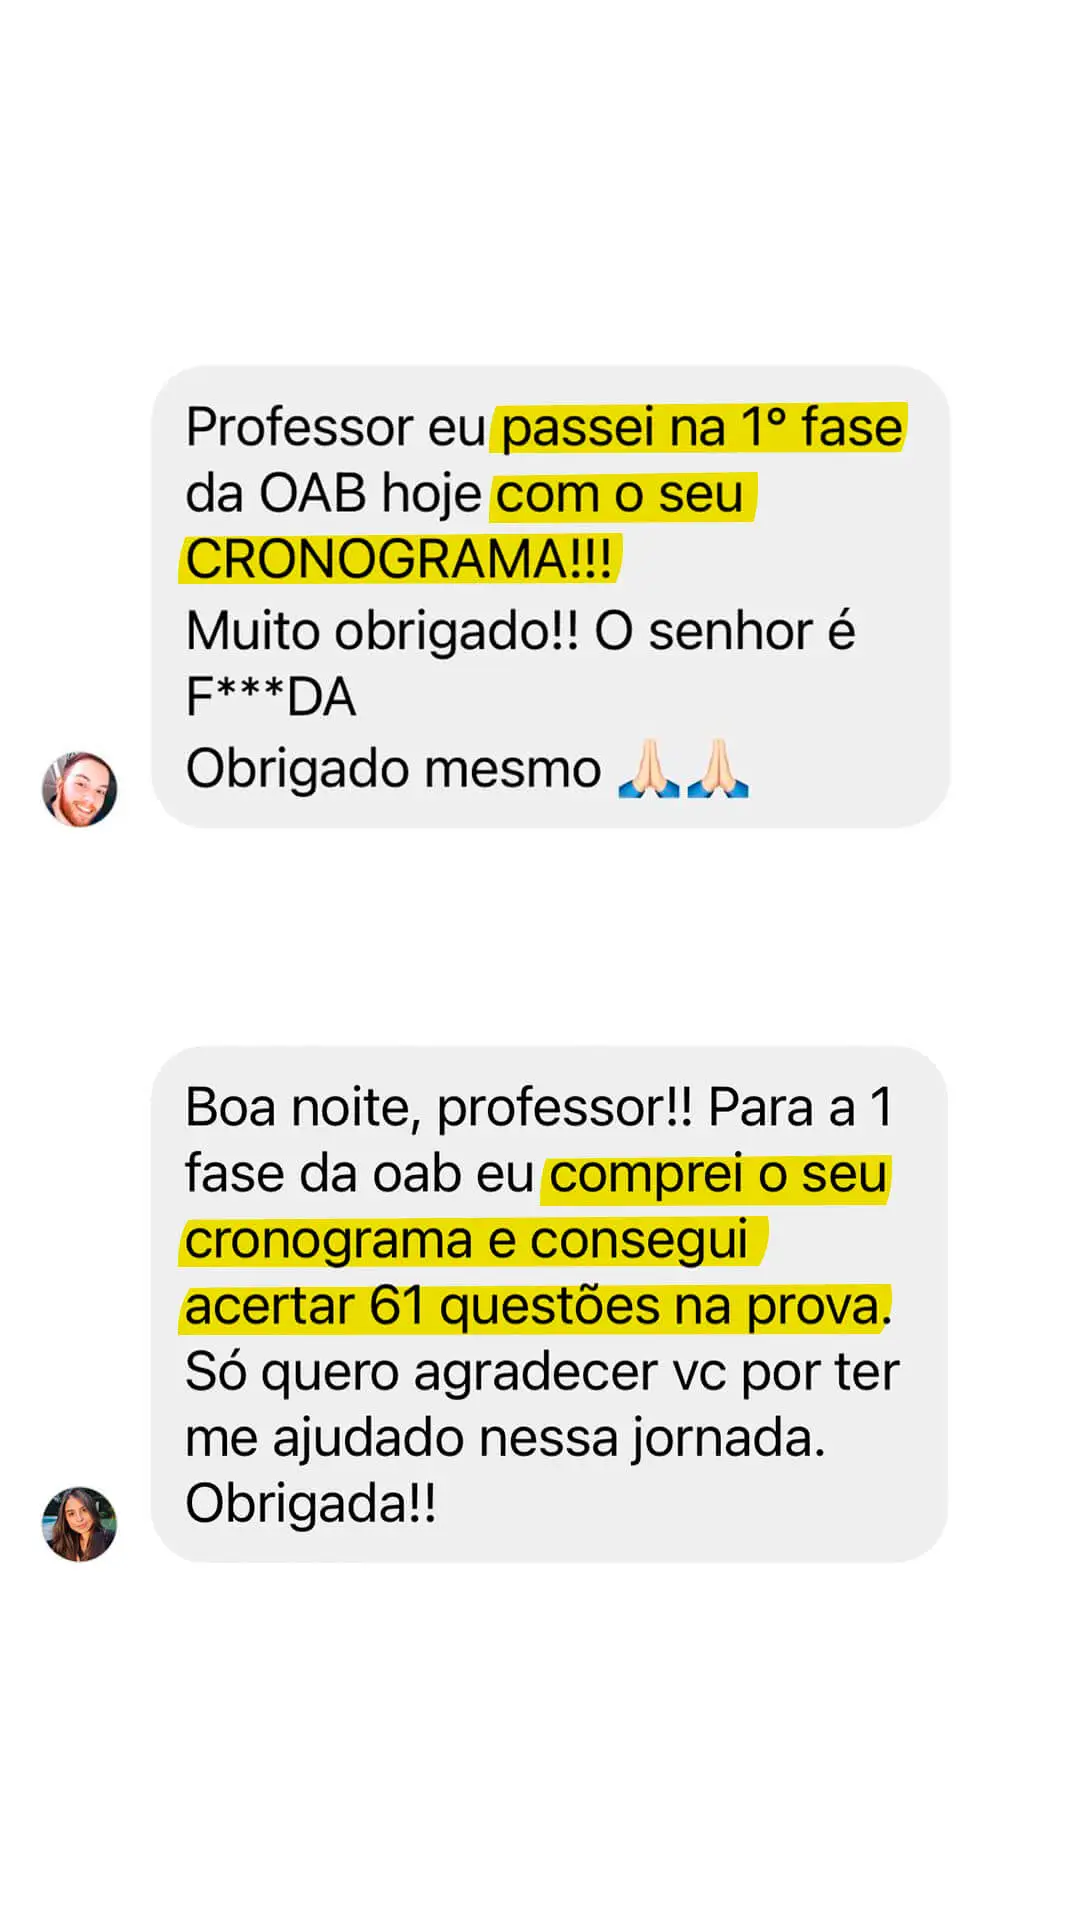 Professor eu passei na 1º fase
da OAB hoje com o seu
CRONOGRAMA!!!
Muito obrigado!! O senhor é
F***DA
Obrigado mesmo 🙏🏻🙏🏻
Boa noite, professor!! Para a 1
fase da oab eu comprei o seu
cronograma e consegui
acertar 61 questões na prova.
Só quero agradecer vc por ter
me ajudado nessa jornada.
Obrigada!!